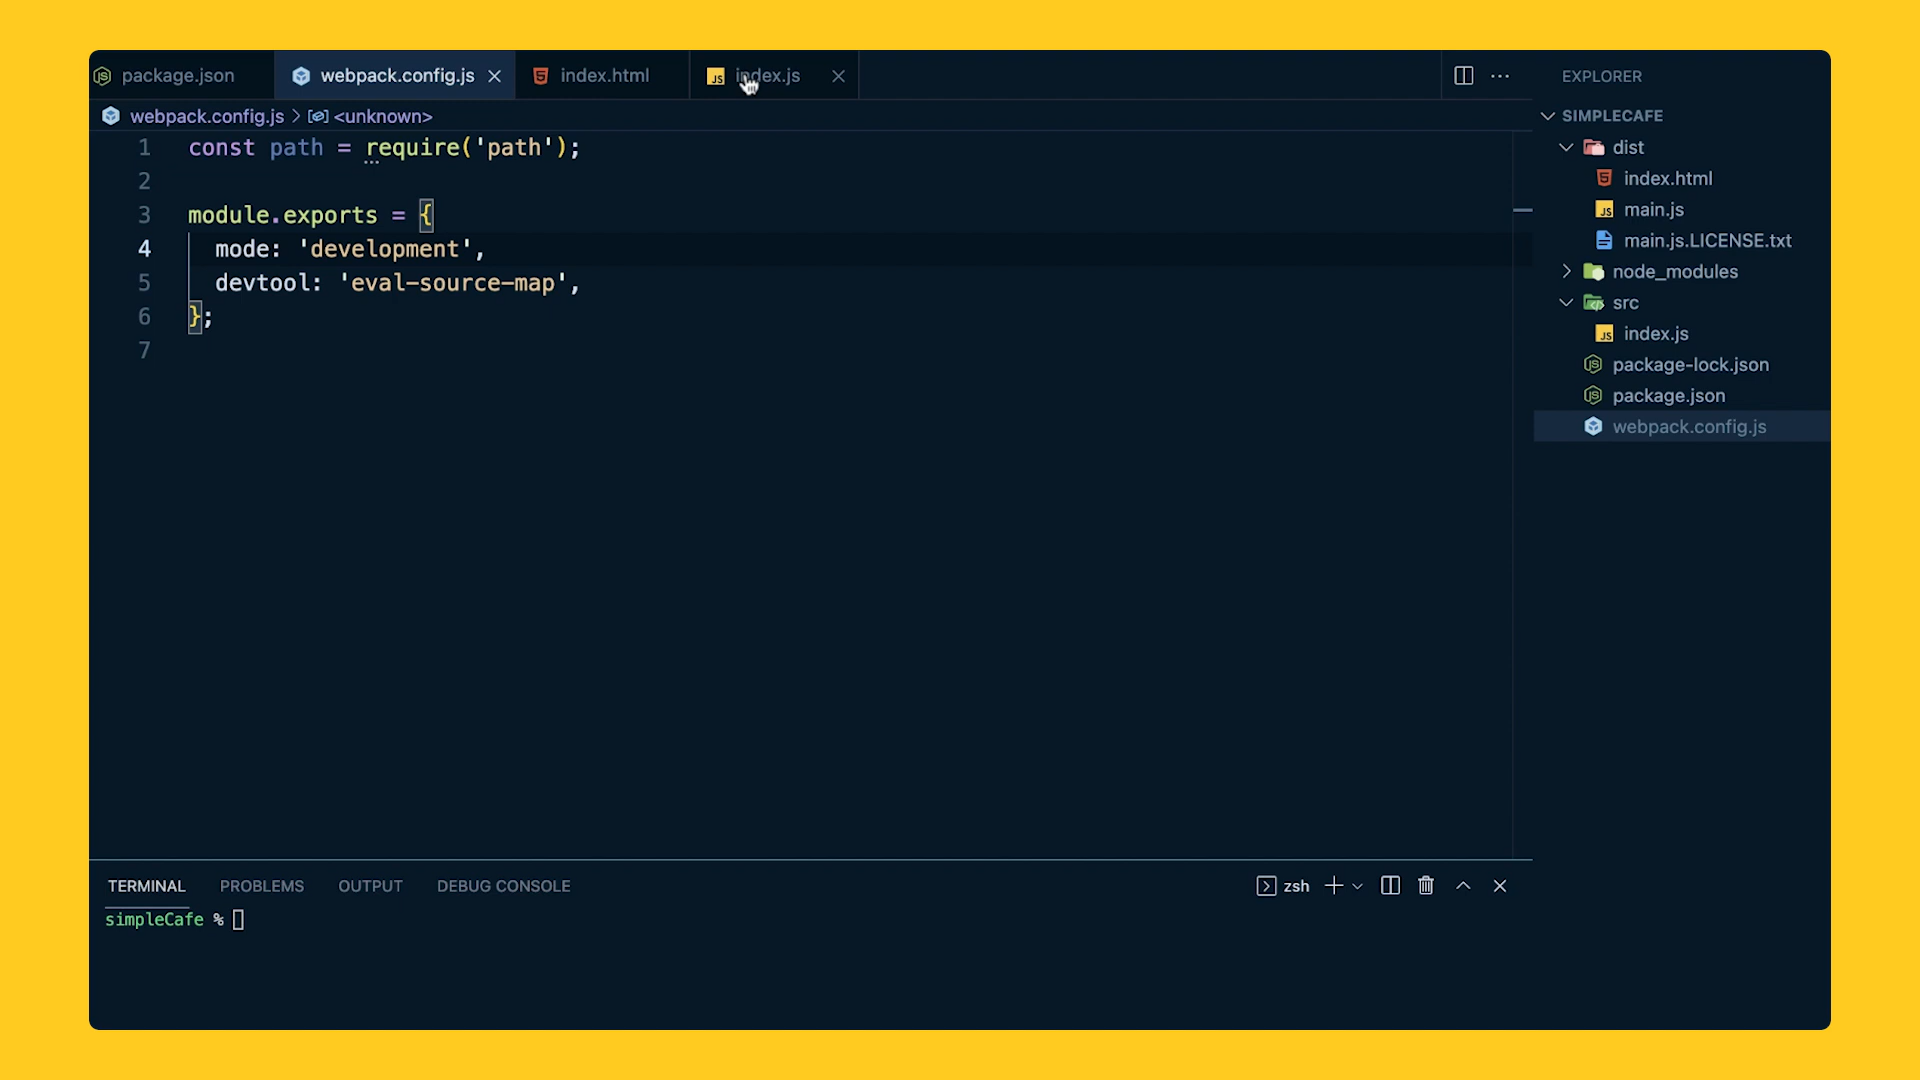 package.json webpack.config.js index.html index.js
webpack.config.js > <unknown>
1 const path = require('path');
2
3 module.exports = {
4 mode: 'development',
5 devtool: 'eval-source-map',
6 };
7
EXPLORER
SIMPLECAFE
dist
index.html
JS main.js
main.js.LICENSE.txt
node_modules
src
JS index.js
package-lock.json
package.json
webpack.config.js
TERMINAL PROBLEMS OUTPUT DEBUG CONSOLE zsh
simpleCafe %